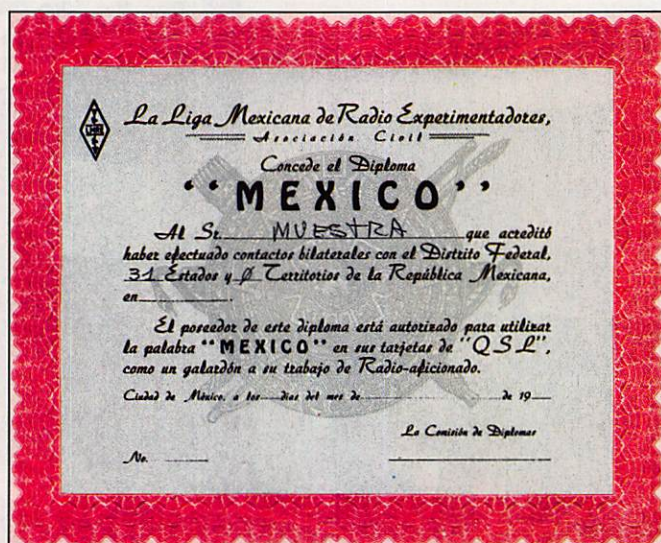 La Liga Mexicana de Radio Experimentadores,
Asociación Civil
Concede el Diploma
"MEXICO"
Al Sr. MUESTRA que acreditó
haber efectuado contactos bilaterales con el Distrito Federal,
31 Estados y Ø Territorios de la República Mexicana,
en
El poseedor de este diploma está autorizado para utilizar
la palabra "MEXICO" en sus tarjetas de "QSL",
como un galardón a su trabajo de Radio-aficionado.
Ciudad de México, a los días del mes de de 19
La Comisión de Diplomas
No.